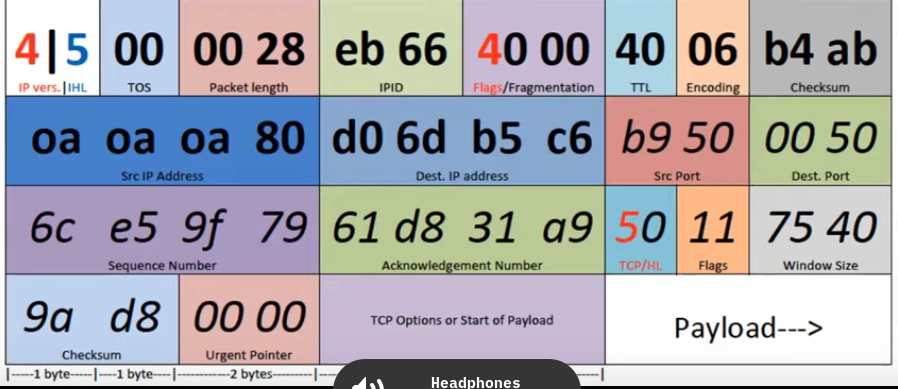 4|5 00 00 28 eb 66 40 00 40 06 b4 ab
IP vers.|IHL TOS Packet length IPID Flags/Fragmentation TTL Encoding Checksum
oa oa oa 80 d0 6d b5 c6 b9 50 00 50
Src IP Address Dest. IP address Src Port Dest. Port
6c e5 9f 79 61 d8 31 a9 50 11 75 40
Sequence Number Acknowledgement Number TCP/HL Flags Window Size
9a d8 00 00 TCP Options or Start of Payload Payload--->
Checksum Urgent Pointer
|-----1 byte-----|----1 byte----|------------2 bytes---------|
Headphones